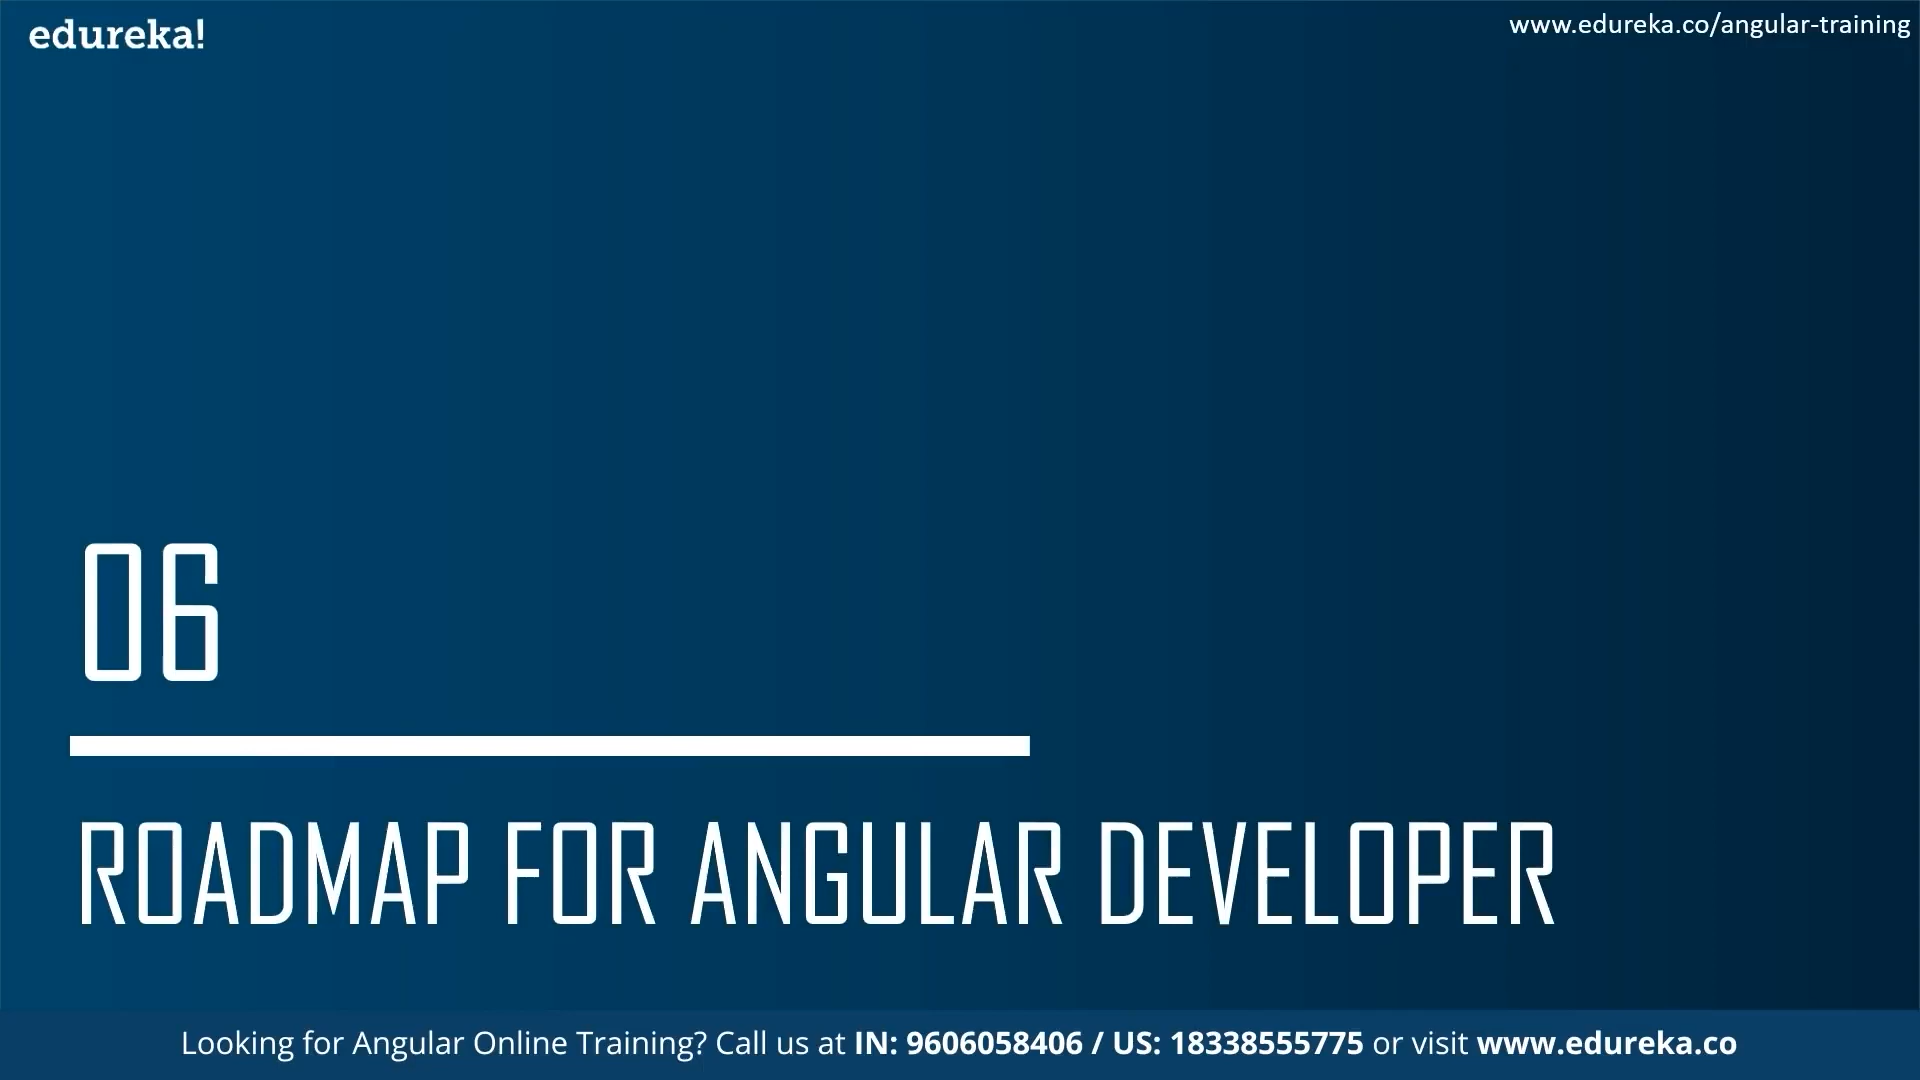 edureka!
www.edureka.co/angular-training
06
ROADMAP FOR ANGULAR DEVELOPER
Looking for Angular Online Training? Call us at IN: 9606058406 / US: 18338555775 or visit www.edureka.co